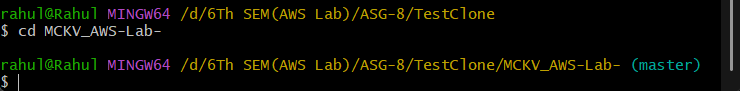 rahul@Rahul MINGW64 /d/6Th SEM(AWS Lab)/ASG-8/TestClone
$ cd MCKV_AWS-Lab-
rahul@Rahul MINGW64 /d/6Th SEM(AWS Lab)/ASG-8/TestClone/MCKV_AWS-Lab- (master)
$